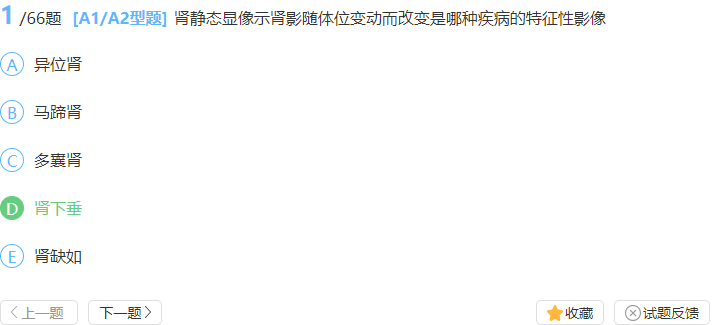 1 /66题 [A1/A2型题] 肾静态显像示肾影随体位变动而改变是哪种疾病的特征性影像
A 异位肾
B 马蹄肾
C 多囊肾
D 肾下垂
E 肾缺如
上一题 下一题 收藏 试题反馈